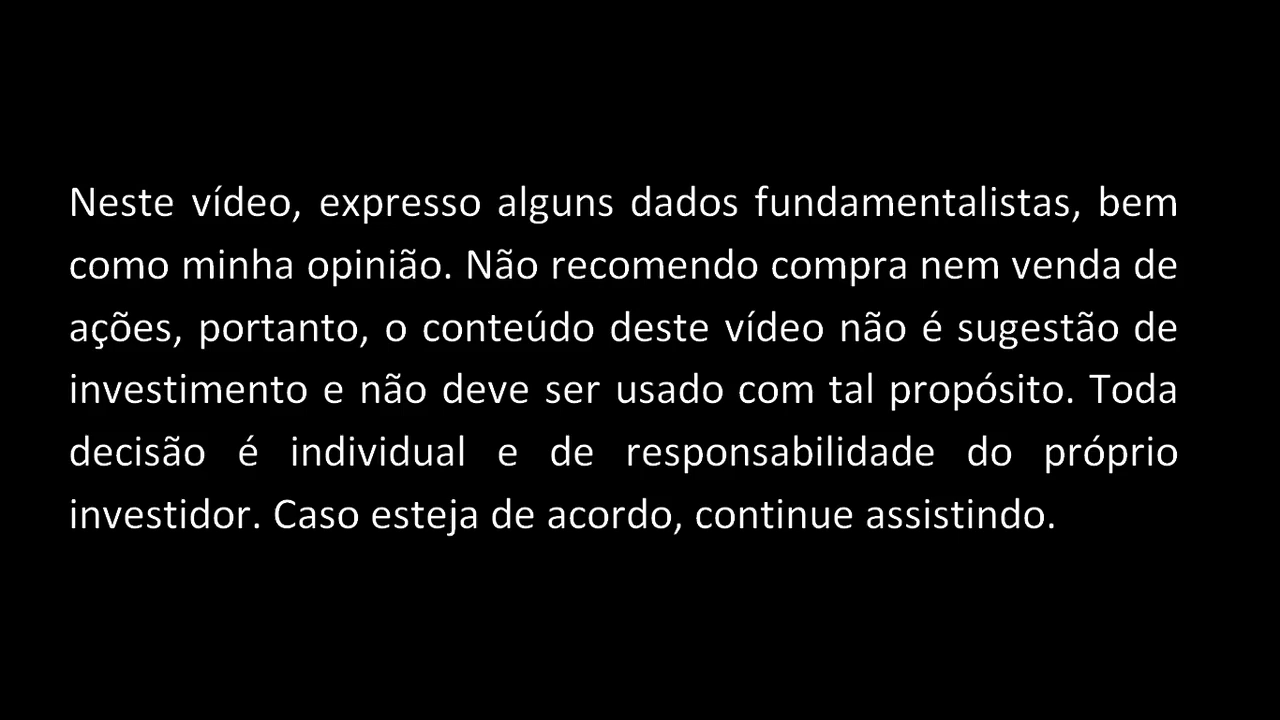 Neste vídeo, expresso alguns dados fundamentalistas, bem
como minha opinião. Não recomendo compra nem venda de
ações, portanto, o conteúdo deste vídeo não é sugestão de
investimento e não deve ser usado com tal propósito. Toda
decisão é individual e de responsabilidade do próprio
investidor. Caso esteja de acordo, continue assistindo.